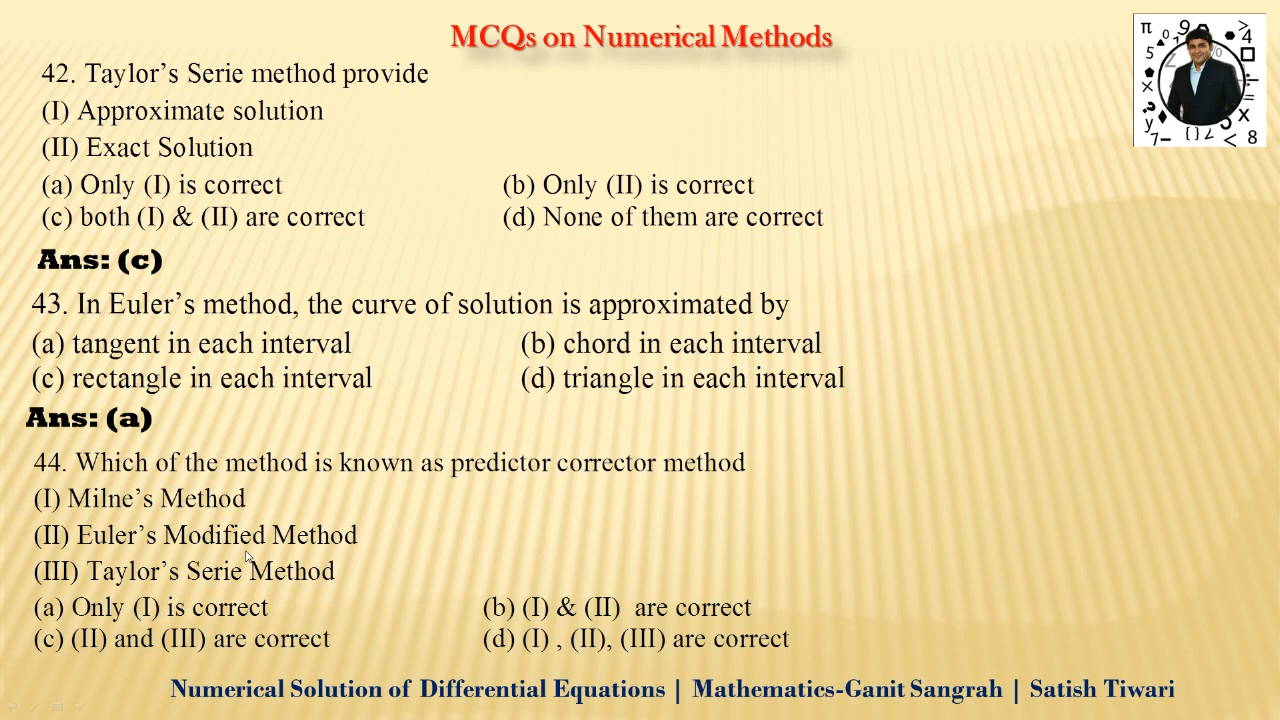 MCQs on Numerical Methods
42. Taylor's Serie method provide
(I) Approximate solution
(II) Exact Solution
(a) Only (I) is correct (b) Only (II) is correct
(c) both (I) & (II) are correct (d) None of them are correct
Ans: (c)
43. In Euler's method, the curve of solution is approximated by
(a) tangent in each interval (b) chord in each interval
(c) rectangle in each interval (d) triangle in each interval
Ans: (a)
44. Which of the method is known as predictor corrector method
(I) Milne's Method
(II) Euler's Modified Method
(III) Taylor's Serie Method
(a) Only (I) is correct (b) (I) & (II) are correct
(c) (II) and (III) are correct (d) (I) , (II), (III) are correct
Numerical Solution of Differential Equations | Mathematics-Ganit Sangrah | Satish Tiwari